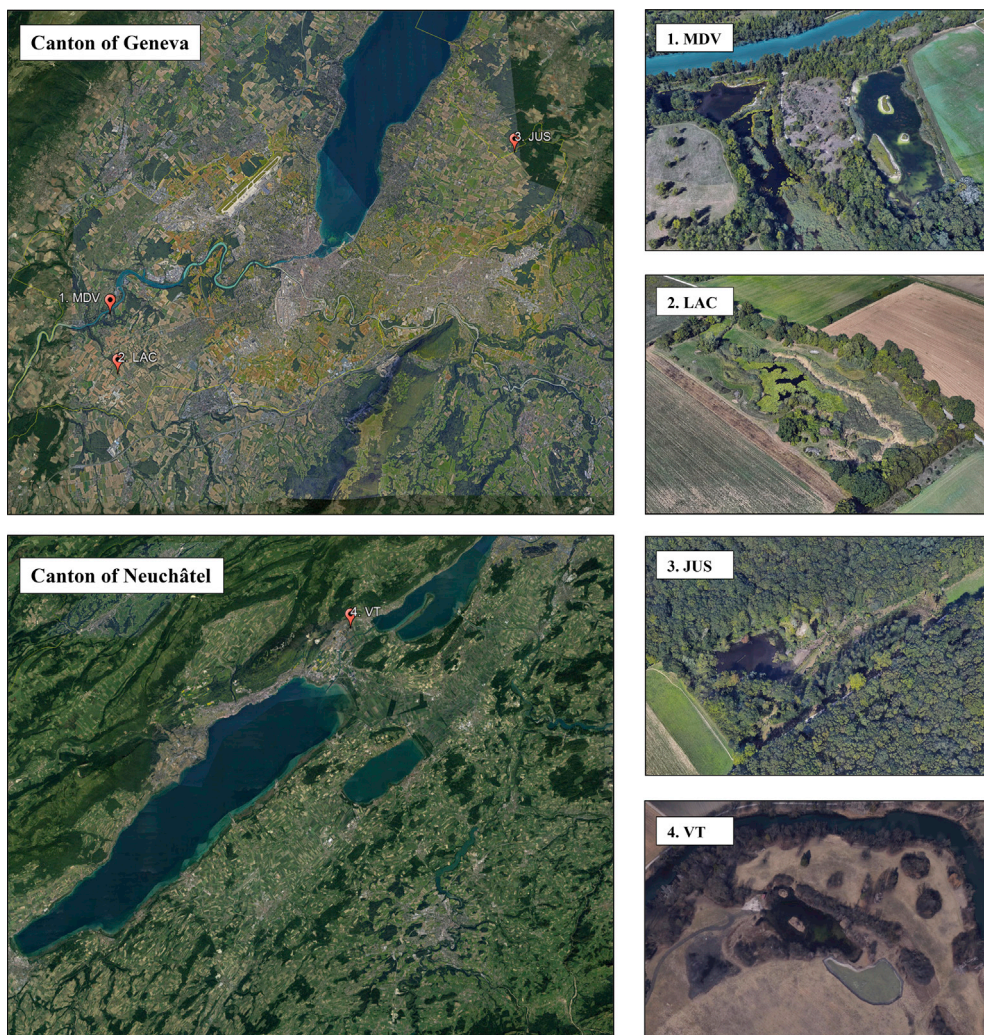 Canton of Geneva
3. JUS
1. MDV
2. LAC
Canton of Neuchâtel
4. VT
1. MDV
2. LAC
3. JUS
4. VT